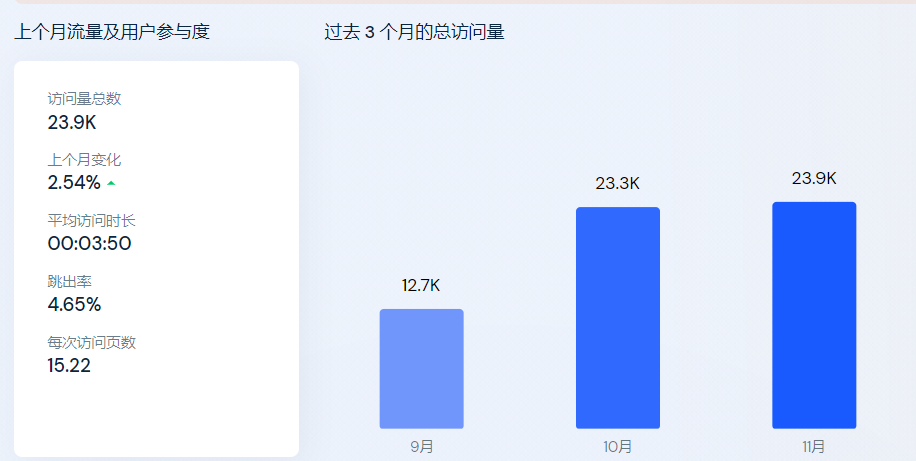 上个月流量及用户参与度
访问量总数
23.9K
上个月变化
2.54%
平均访问时长
00:03:50
跳出率
4.65%
每次访问页数
15.22
过去 3 个月的总访问量
12.7K
23.3K
23.9K
9月
10月
11月